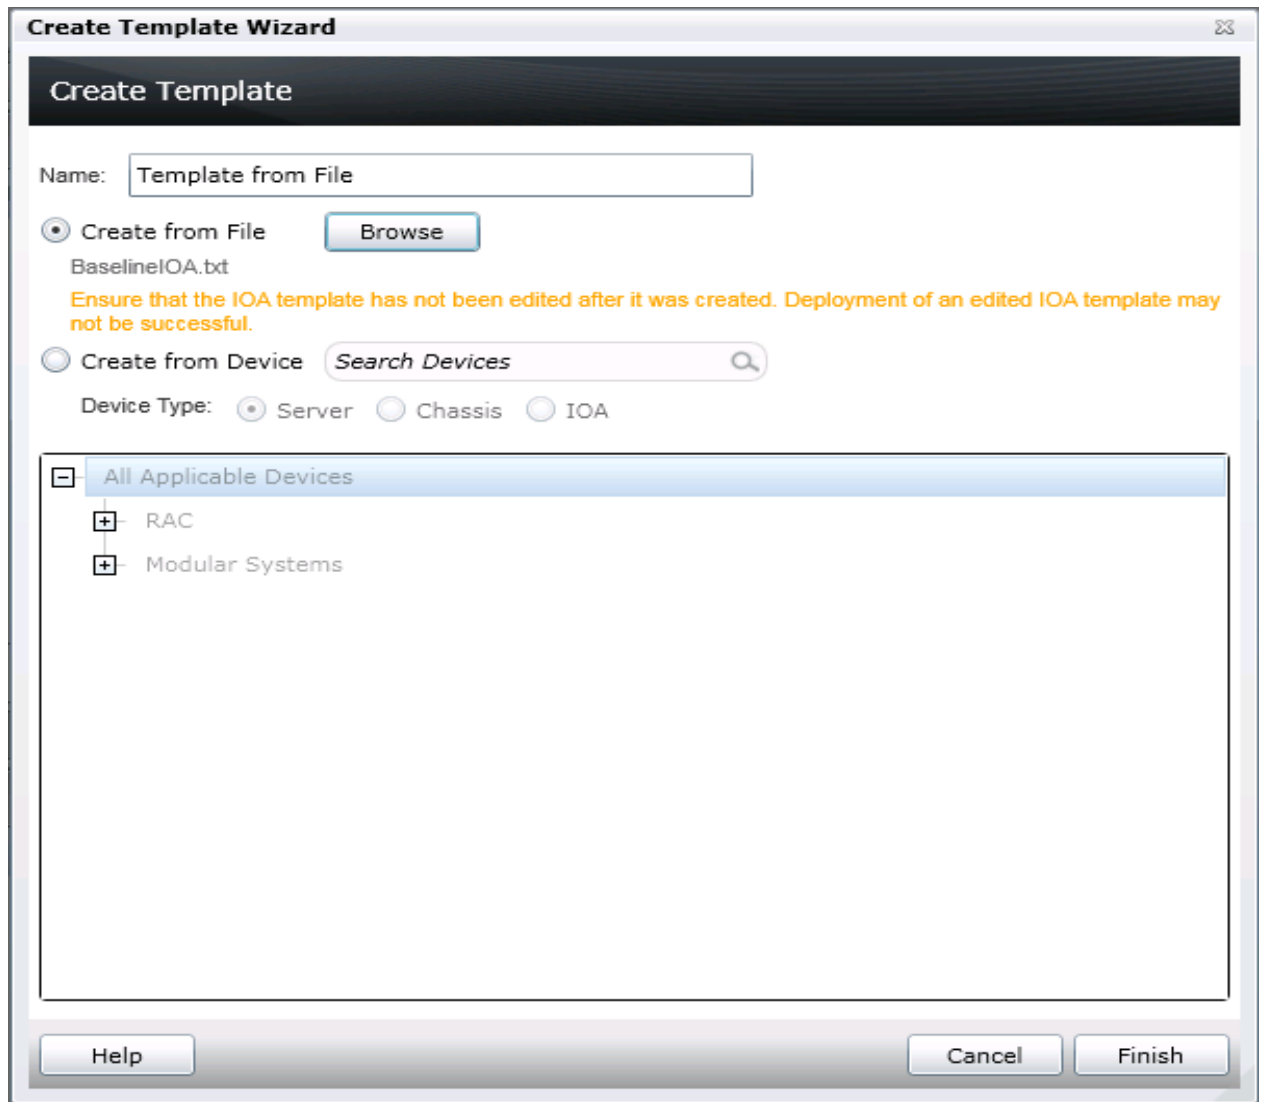 Create Template Wizard
Create Template
Name: Template from File
Create from File Browse
BaselineIOA.txt
Ensure that the IOA template has not been edited after it was created. Deployment of an edited IOA template may
not be successful.
Create from Device Search Devices
Device Type: Server Chassis IOA
All Applicable Devices
RAC
Modular Systems
Help Cancel Finish